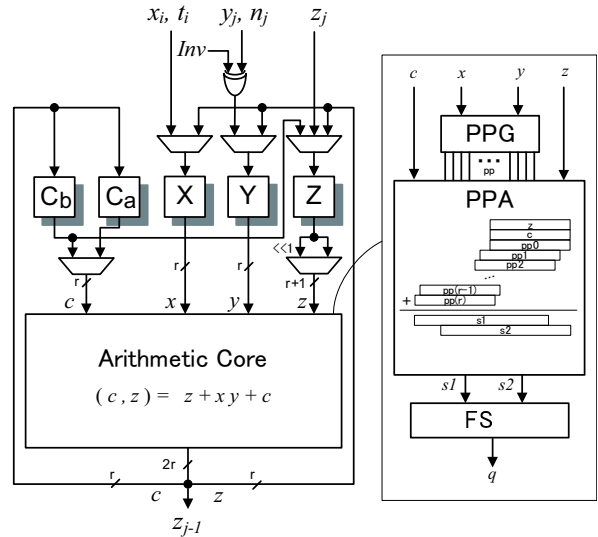 xi, ti
yj, nj
zj
Inv
Cb
Ca
X
Y
Z
<<1
r
r
r
r+1
c
x
y
z
Arithmetic Core
( c , z ) = z + x y + c
2r
r
r
c
z
zj-1
c
x
y
z
PPG
pp
PPA
z
c
pp0
pp1
pp2
...
pp(r-1)
+ pp(r)
s1
s2
s1
s2
FS
q